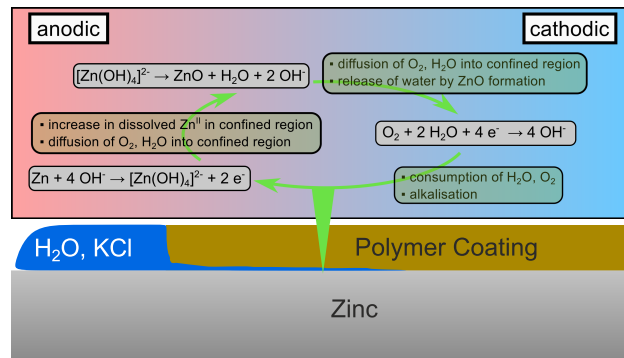 anodic
cathodic
[Zn(OH)₄]²⁻ → ZnO + H₂O + 2 OH⁻
▪ diffusion of O₂, H₂O into confined region
▪ release of water by ZnO formation
▪ increase in dissolved Znᴵᴵ in confined region
▪ diffusion of O₂, H₂O into confined region
O₂ + 2 H₂O + 4 e⁻ → 4 OH⁻
Zn + 4 OH⁻ → [Zn(OH)₄]²⁻ + 2 e⁻
▪ consumption of H₂O, O₂
▪ alkalisation
H₂O, KCl
Polymer Coating
Zinc